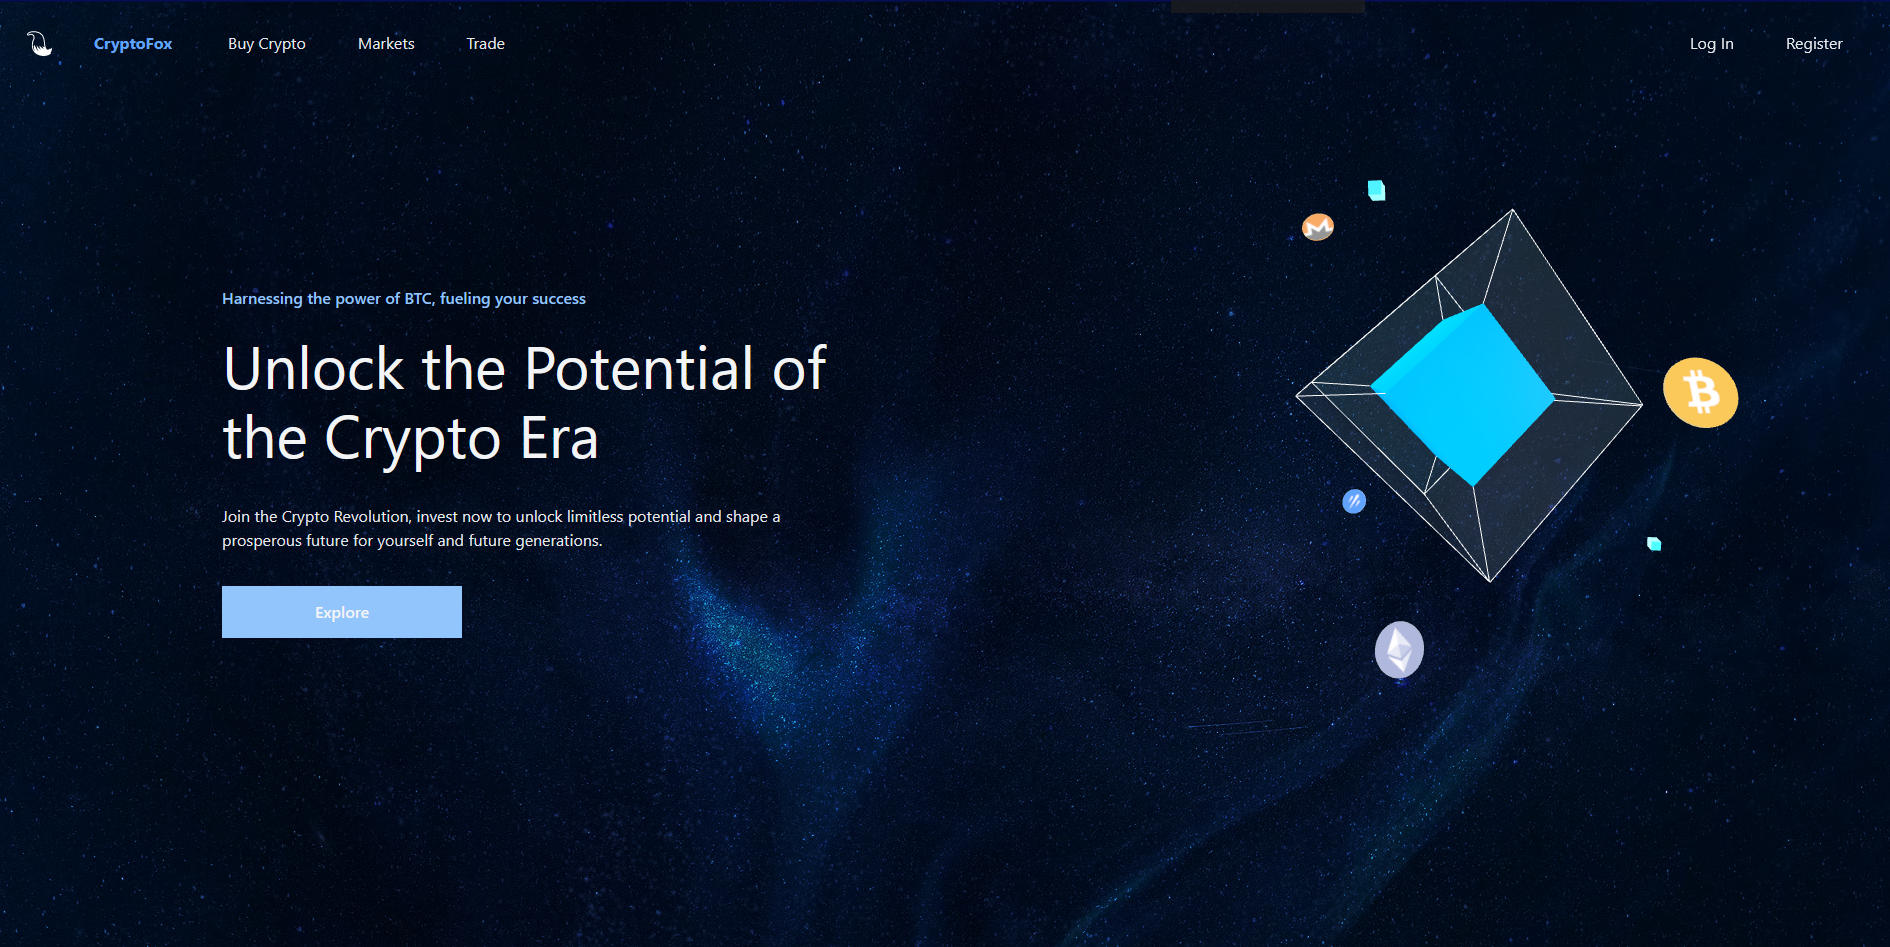 CryptoFox
Buy Crypto
Markets
Trade
Log In
Register
Harnessing the power of BTC, fueling your success
Unlock the Potential of
the Crypto Era
Join the Crypto Revolution, invest now to unlock limitless potential and shape a
prosperous future for yourself and future generations.
Explore